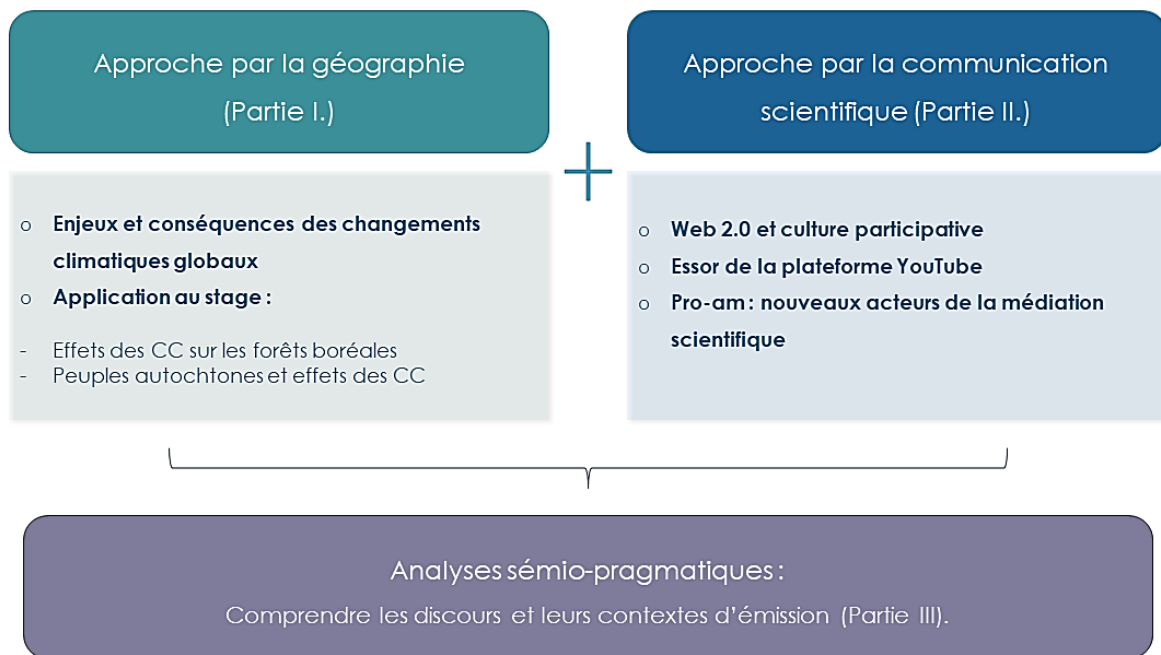 Approche par la géographie
(Partie I.)
Approche par la communication
scientifique (Partie II.)
+
o Enjeux et conséquences des changements
climatiques globaux
o Application au stage :
- Effets des CC sur les forêts boréales
- Peuples autochtones et effets des CC
o Web 2.0 et culture participative
o Essor de la plateforme YouTube
o Pro-am : nouveaux acteurs de la médiation
scientifique
Analyses sémio-pragmatiques :
Comprendre les discours et leurs contextes d'émission (Partie III).